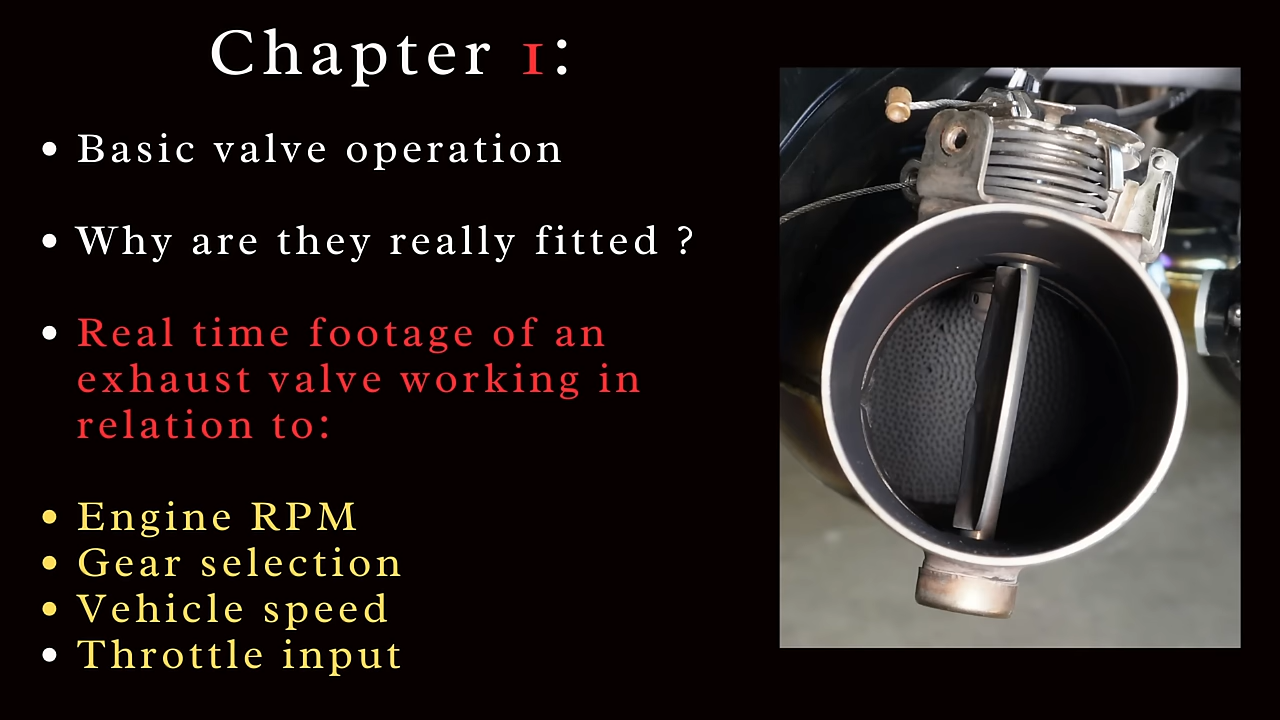 Chapter 1:
• Basic valve operation
• Why are they really fitted ?
• Real time footage of an
exhaust valve working in
relation to:
• Engine RPM
• Gear selection
• Vehicle speed
• Throttle input